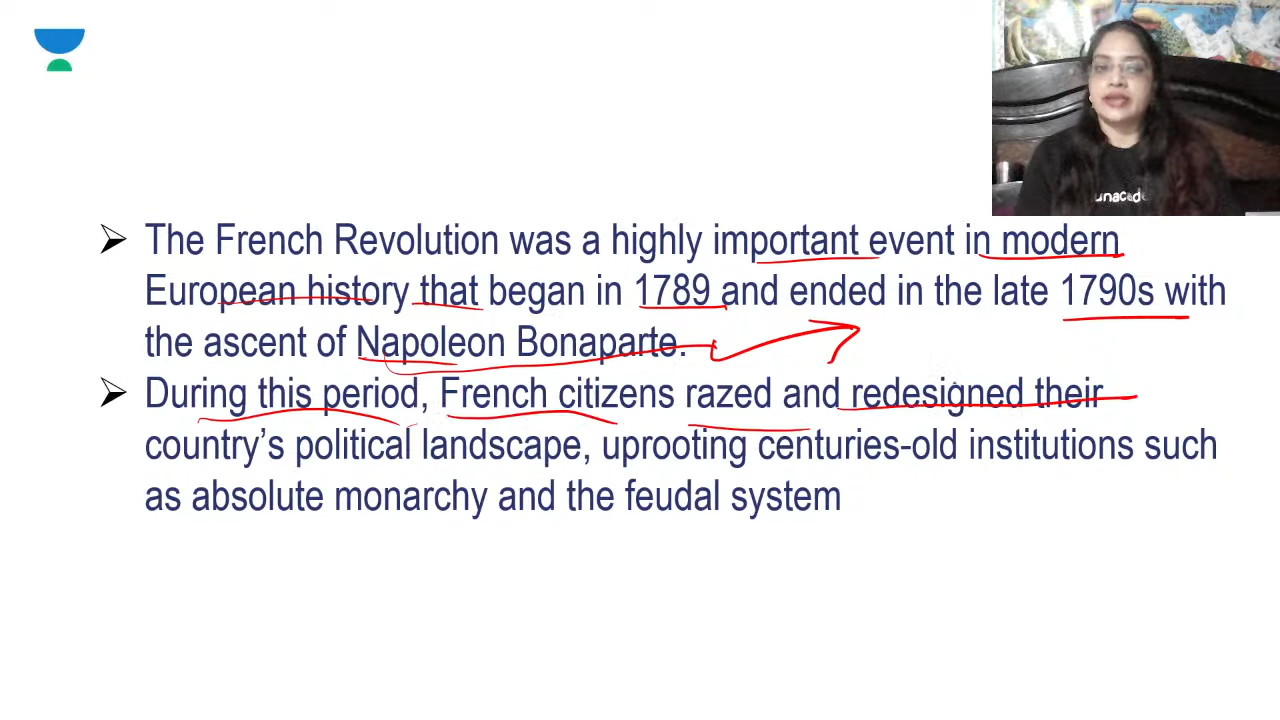 The French Revolution was a highly important event in modern
European history that began in 1789 and ended in the late 1790s with
the ascent of Napoleon Bonaparte.
During this period, French citizens razed and redesigned their
country’s political landscape, uprooting centuries-old institutions such
as absolute monarchy and the feudal system